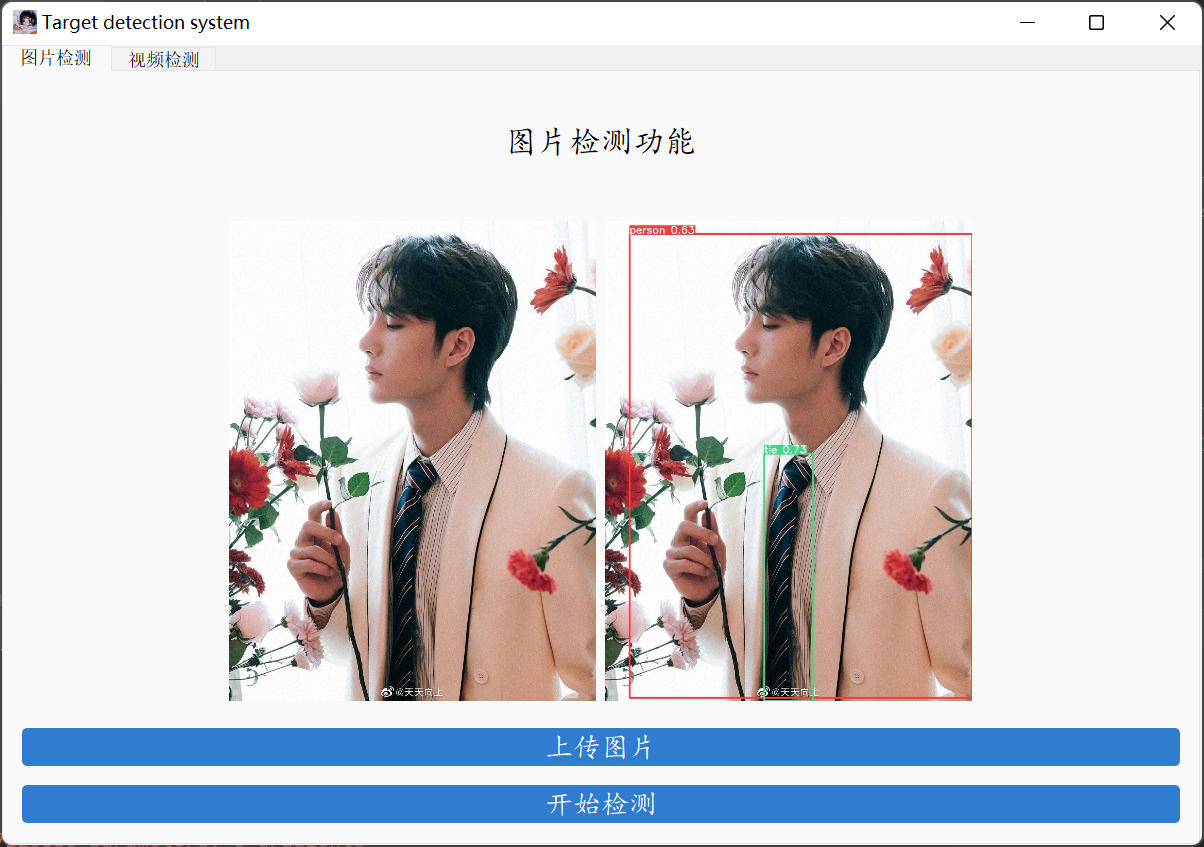 Target detection system
图片检测
视频检测
图片检测功能
person 0.63
tie 0.73
@天天向上
@天天向上
上传图片
开始检测